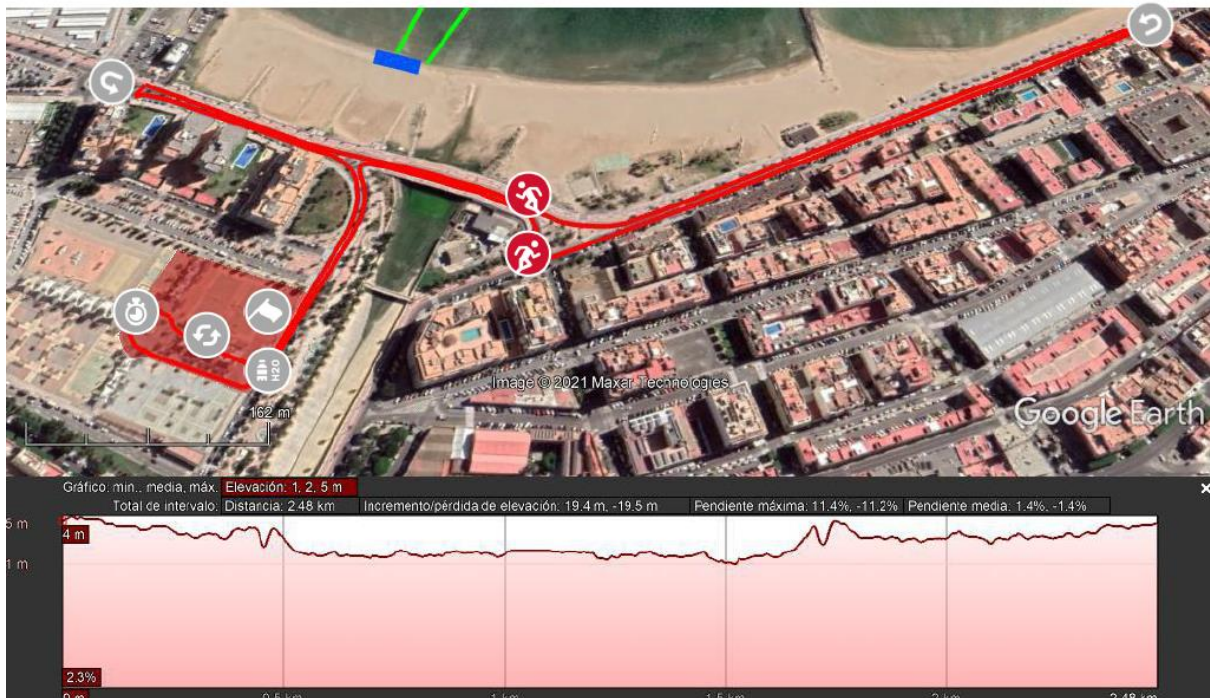 H2O
162 m
Image © 2021 Maxar Technologies
Google Earth
Gráfico: min., media, máx. Elevación: 1, 2, 5 m
Total de intervalo: Distancia: 2.48 km Incremento/pérdida de elevación: 19.4 m, -19.5 m Pendiente máxima: 11.4%, -11.2% Pendiente media: 1.4%, -1.4%
5 m
4 m
1 m
2.3%
0 m 0.5 km 1 km 1.5 km 2 km 2.48 km